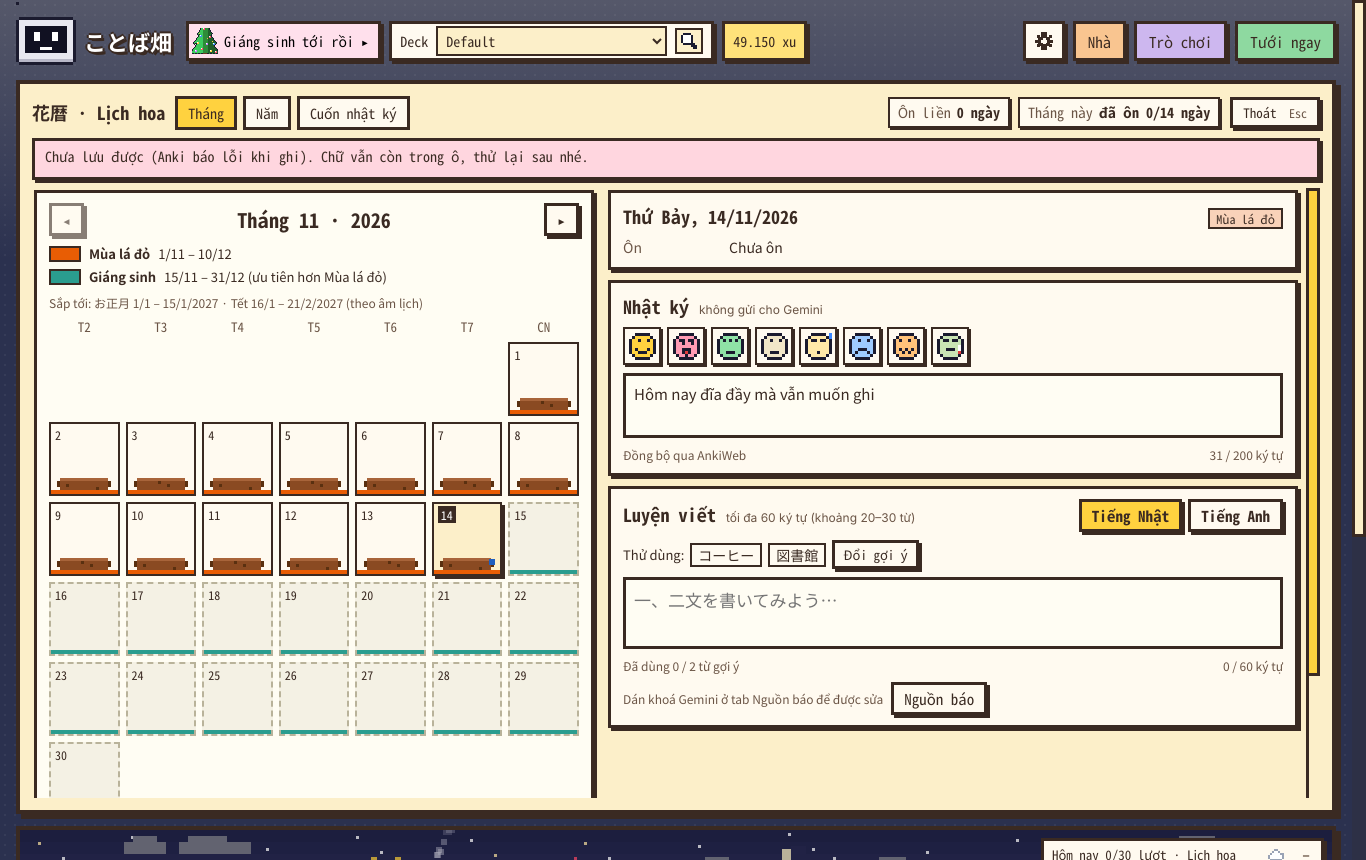 ことば畑
Giáng sinh tới rồi ▸
Deck
Default
49.150 xu
Nhà
Trò chơi
Tưới ngay
花暦 · Lịch hoa
Tháng
Năm
Cuốn nhật ký
Ôn liền 0 ngày
Tháng này đã ôn 0/14 ngày
Thoát Esc
Chưa lưu được (Anki báo lỗi khi ghi). Chữ vẫn còn trong ô, thử lại sau nhé.
◂
Tháng 11 · 2026
▸
Mùa lá đỏ 1/11 – 10/12
Giáng sinh 15/11 – 31/12 (ưu tiên hơn Mùa lá đỏ)
Sắp tới: お正月 1/1 – 15/1/2027 · Tết 16/1 – 21/2/2027 (theo âm lịch)
T2 T3 T4 T5 T6 T7 CN
1
2 3 4 5 6 7 8
9 10 11 12 13 14 15
16 17 18 19 20 21 22
23 24 25 26 27 28 29
30
Thứ Bảy, 14/11/2026
Mùa lá đỏ
Ôn Chưa ôn
Nhật ký không gửi cho Gemini
Hôm nay đĩa đầy mà vẫn muốn ghi
Đồng bộ qua AnkiWeb
31 / 200 ký tự
Luyện viết tối đa 60 ký tự (khoảng 20–30 từ)
Tiếng Nhật
Tiếng Anh
Thử dùng: コーヒー 図書館 Đổi gợi ý
一、二文を書いてみよう…
Đã dùng 0 / 2 từ gợi ý
0 / 60 ký tự
Dán khoá Gemini ở tab Nguồn báo để được sửa
Nguồn báo
Hôm nay 0/30 lượt · Lịch hoa
–